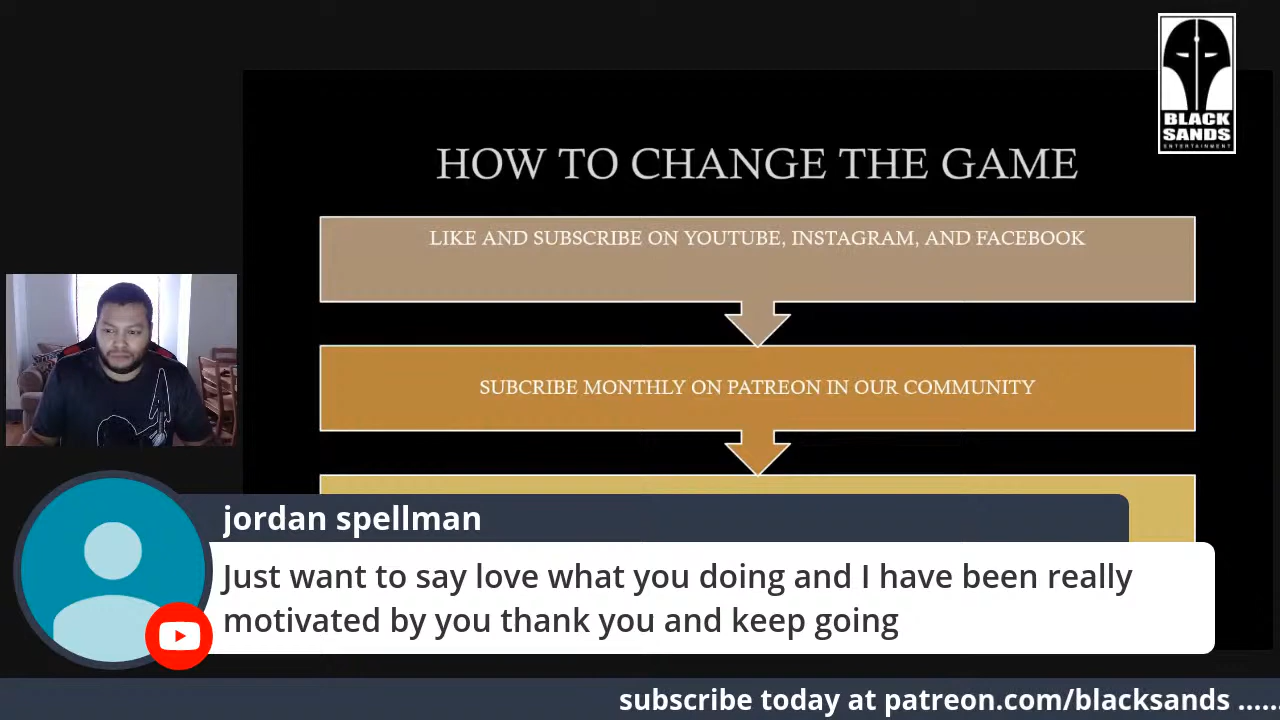 BLACK
SANDS
ENTERTAINMENT
HOW TO CHANGE THE GAME
LIKE AND SUBSCRIBE ON YOUTUBE, INSTAGRAM, AND FACEBOOK
SUBCRIBE MONTHLY ON PATREON IN OUR COMMUNITY
jordan spellman
Just want to say love what you doing and I have been really
motivated by you thank you and keep going
subscribe today at patreon.com/blacksands ......